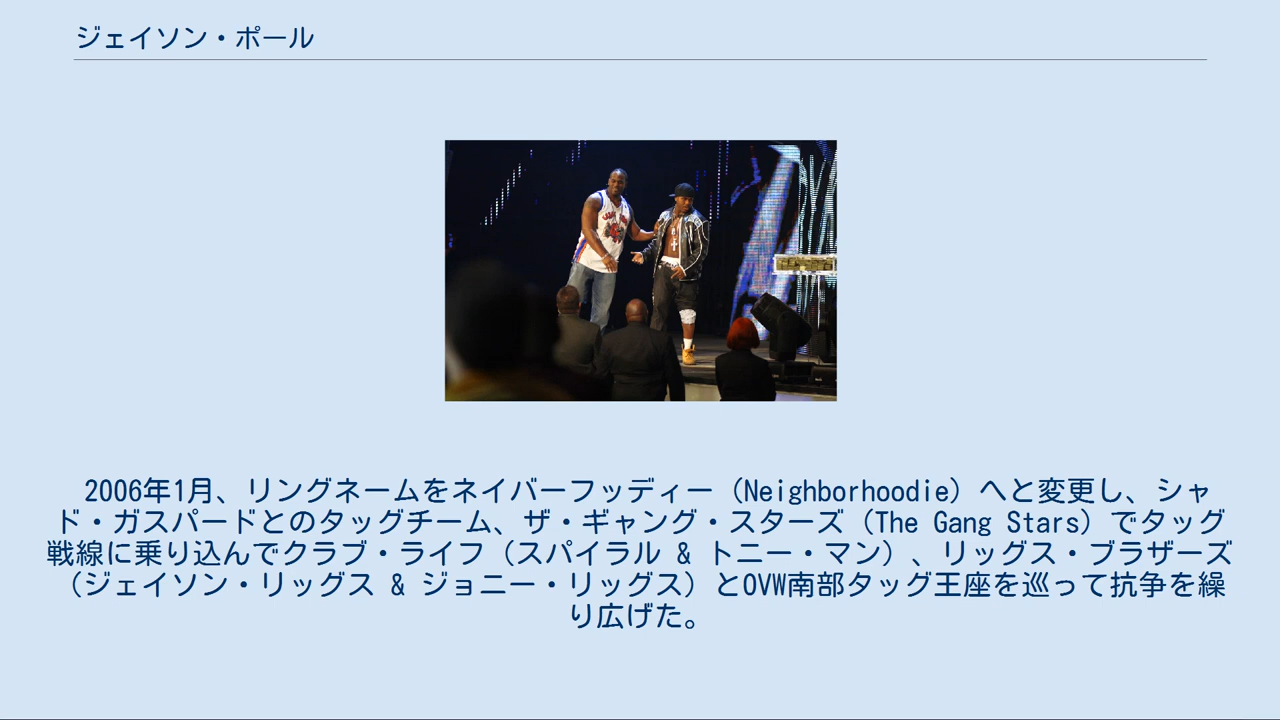 ジェイソン・ポール
2006年1月、リングネームをネイバーフッディー（Neighborhoodie）へと変更し、シャ
ド・ガスパードとのタッグチーム、ザ・ギャング・スターズ（The Gang Stars）でタッグ
戦線に乗り込んでクラブ・ライフ（スパイラル & トニー・マン）、リッグス・ブラザーズ
（ジェイソン・リッグス & ジョニー・リッグス）とOVW南部タッグ王座を巡って抗争を繰
り広げた。